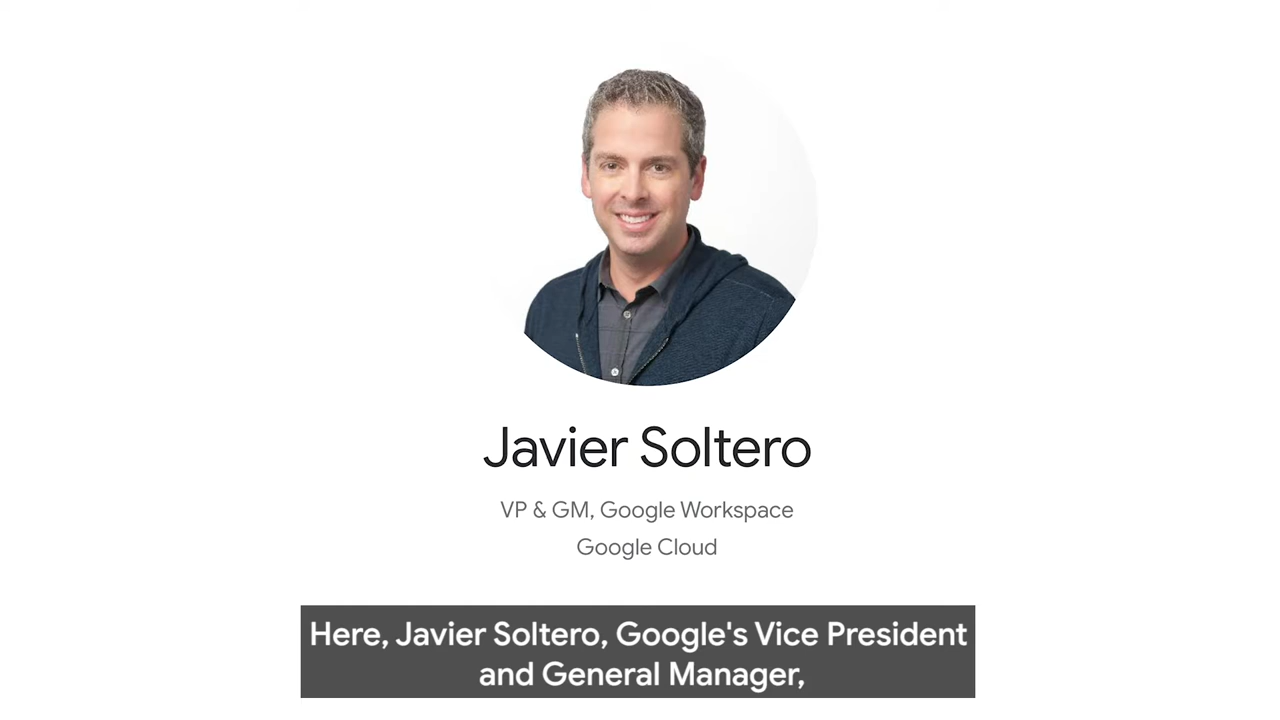 Javier Soltero
VP & GM, Google Workspace
Google Cloud
Here, Javier Soltero, Google's Vice President
and General Manager,